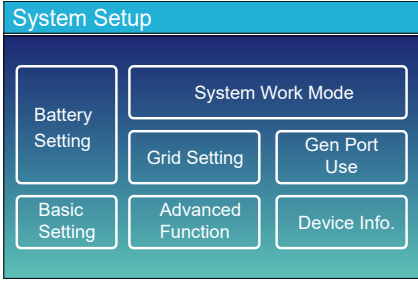 System Setup
Battery
Setting
System Work Mode
Grid Setting
Gen Port
Use
Basic
Setting
Advanced
Function
Device Info.